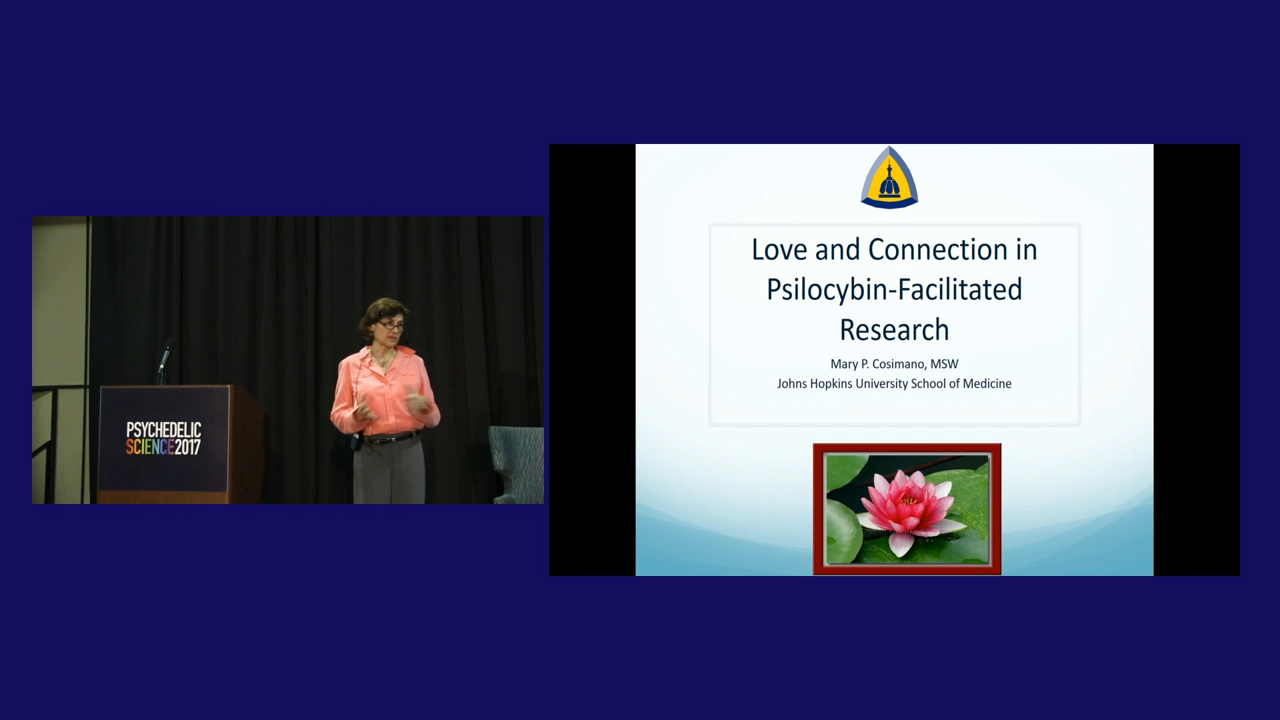 PSYCHEDELIC
SCIENCE2017
Love and Connection in
Psilocybin-Facilitated
Research
Mary P. Cosimano, MSW
Johns Hopkins University School of Medicine